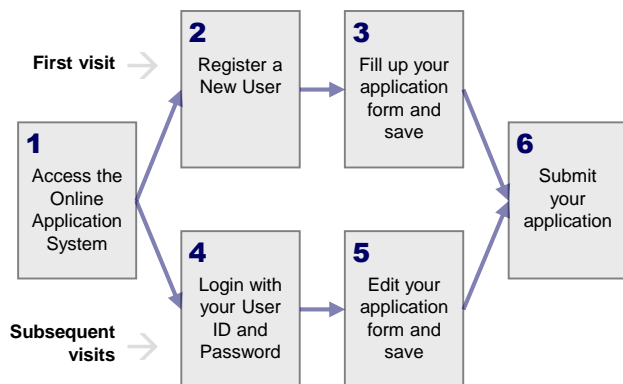 First visit
2
Register a
New User
3
Fill up your
application
form and
save
1
Access the
Online
Application
System
6
Submit
your
application
Subsequent
visits
4
Login with
your User
ID and
Password
5
Edit your
application
form and
save